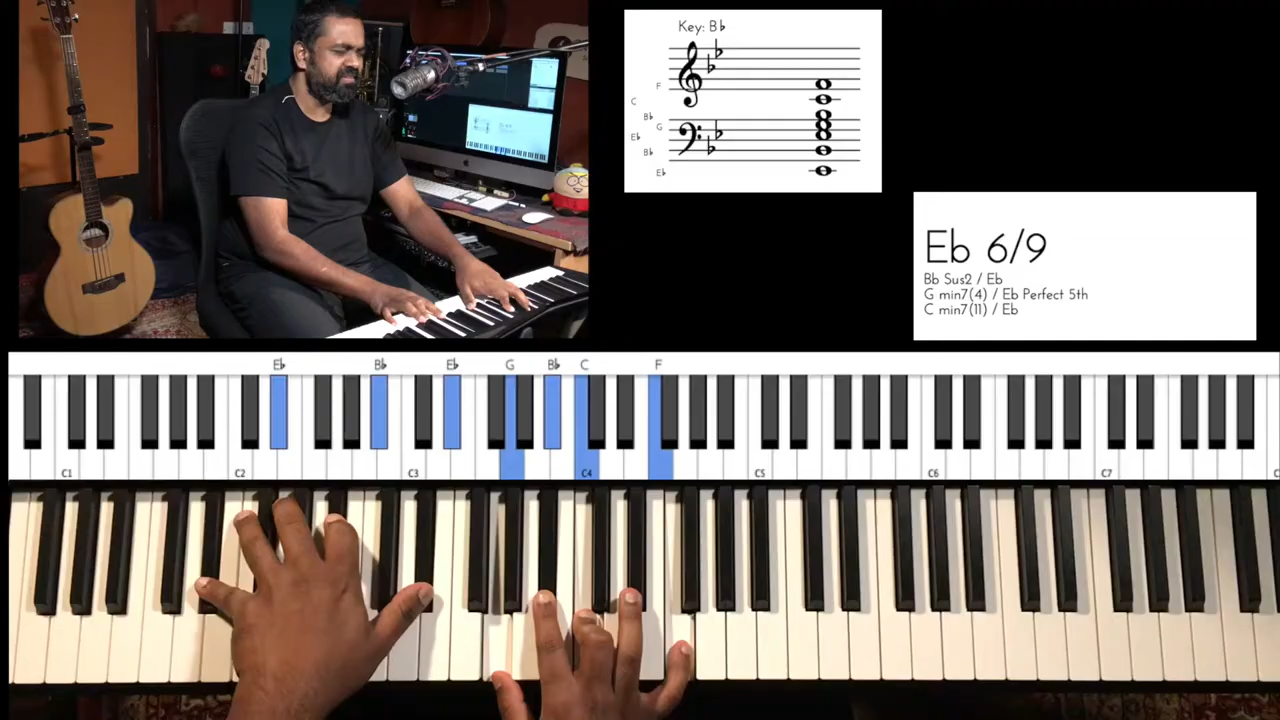 Key: B♭
F
C
B♭
G
E♭
B♭
E♭
Eb 6/9
Bb Sus2 / Eb
G min7(4) / Eb Perfect 5th
C min7(11) / Eb
E♭ B♭ E♭ G B♭ C F
C1 C2 C3 C4 C5 C6 C7